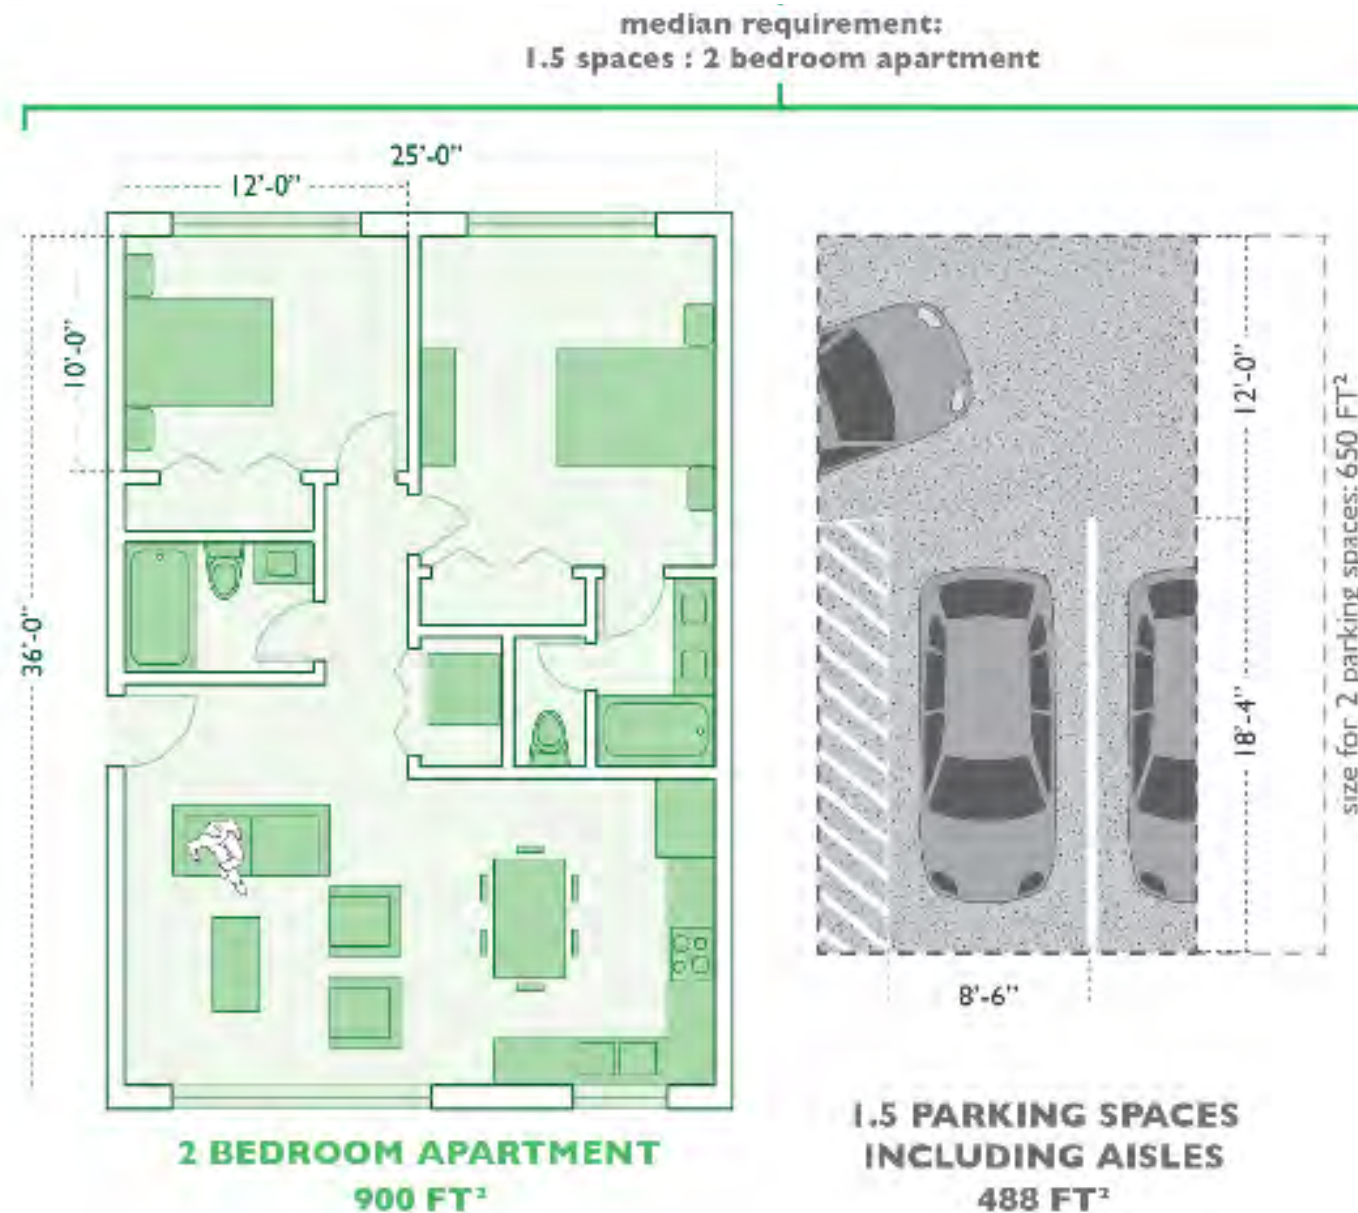 median requirement:
1.5 spaces : 2 bedroom apartment
25'-0"
12'-0"
10'-0"
36'-0"
12'-0"
18'-4"
size for 2 parking spaces: 650 FT²
8'-6"
2 BEDROOM APARTMENT
900 FT²
1.5 PARKING SPACES
INCLUDING AISLES
488 FT²